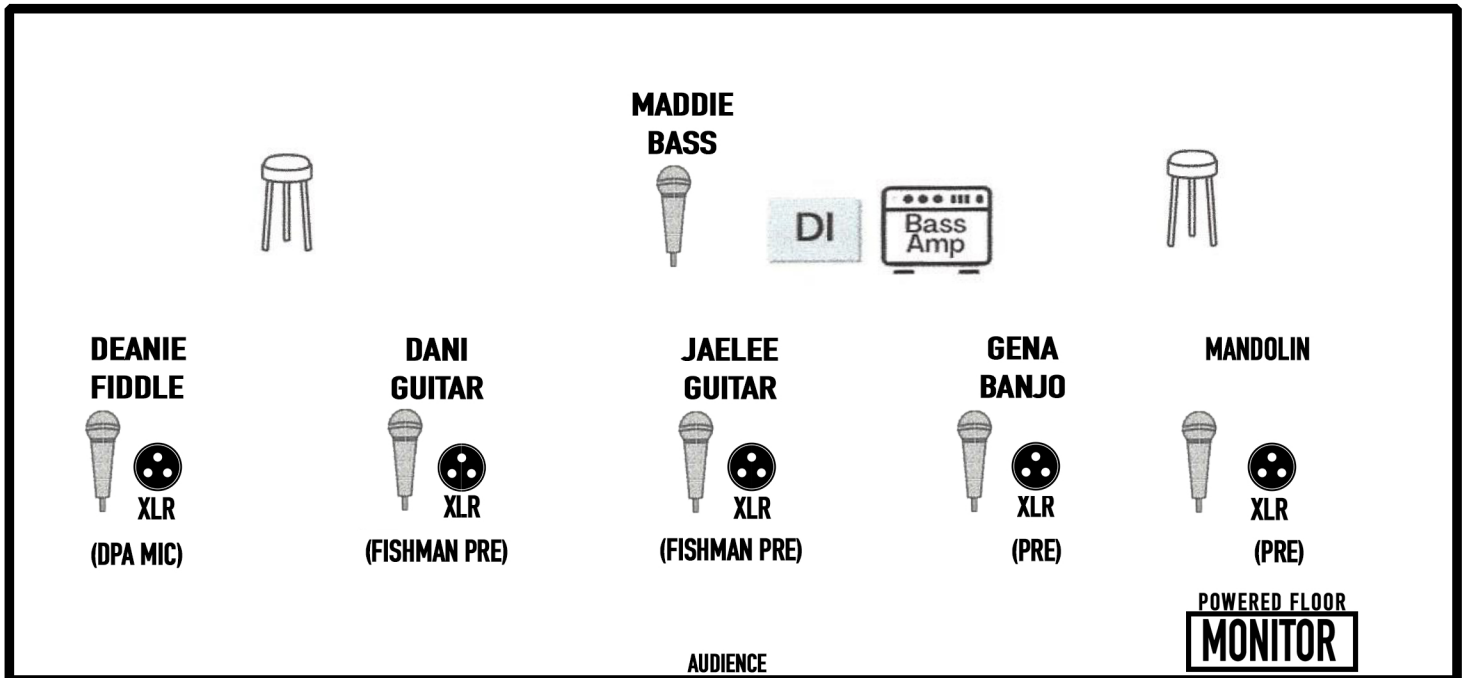 MADDIE
BASS
DI
Bass
Amp
DEANIE
FIDDLE
DANI
GUITAR
JAELEE
GUITAR
GENA
BANJO
MANDOLIN
XLR
XLR
XLR
XLR
XLR
(DPA MIC)
(FISHMAN PRE)
(FISHMAN PRE)
(PRE)
(PRE)
POWERED FLOOR
MONITOR
AUDIENCE